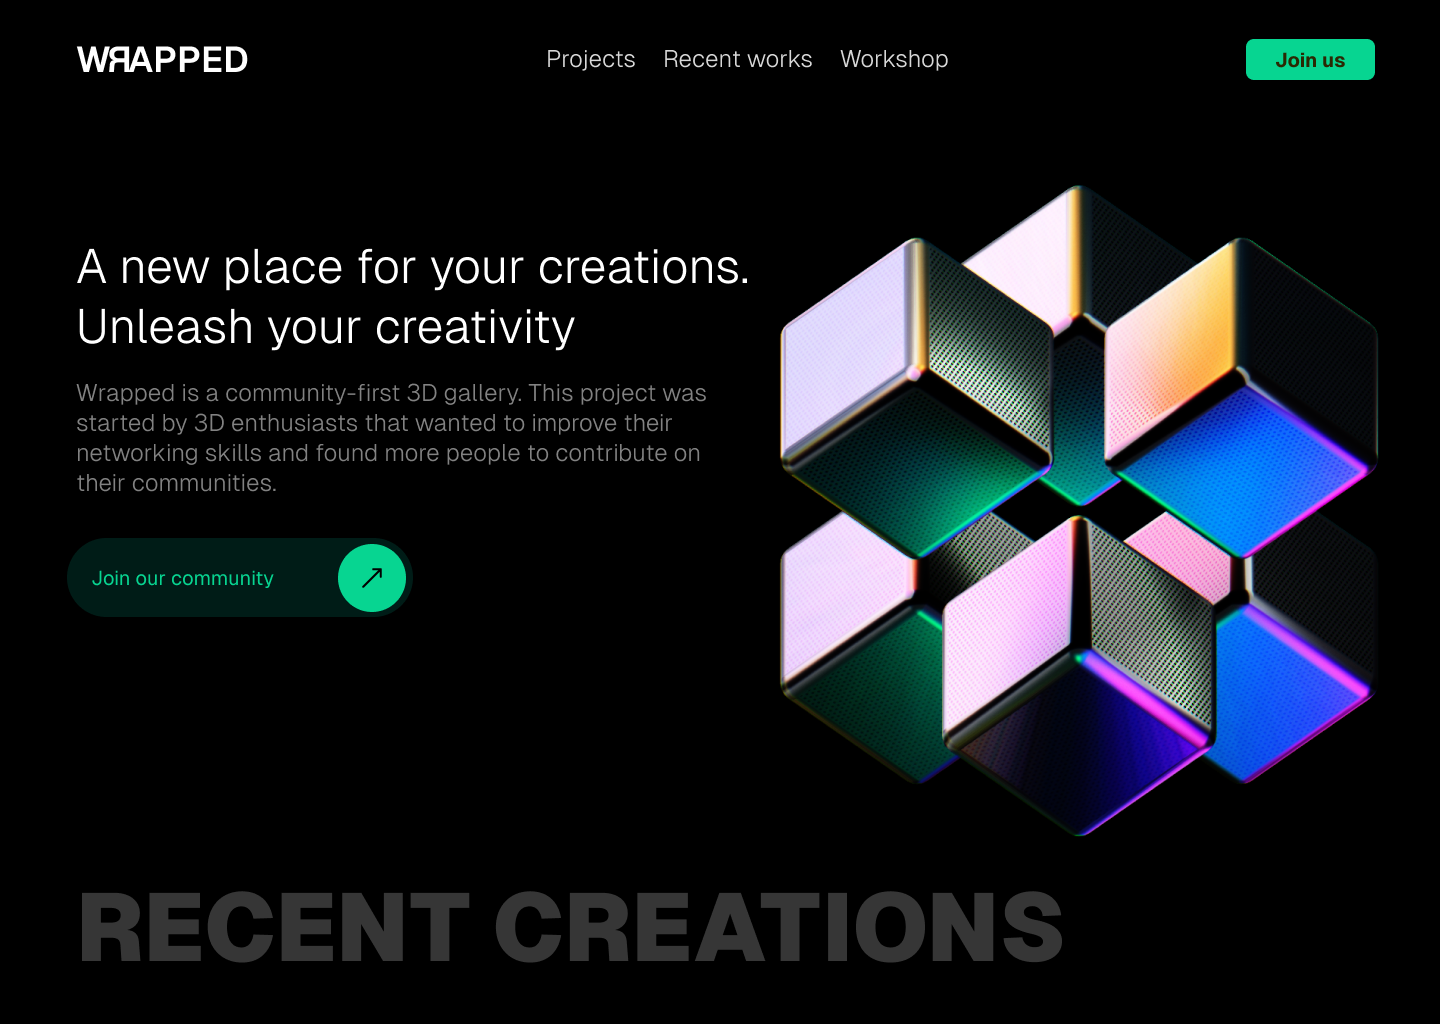 WЯAPPED
Projects Recent works Workshop
Join us
A new place for your creations.
Unleash your creativity
Wrapped is a community-first 3D gallery. This project was
started by 3D enthusiasts that wanted to improve their
networking skills and found more people to contribute on
their communities.
Join our community
RECENT CREATIONS